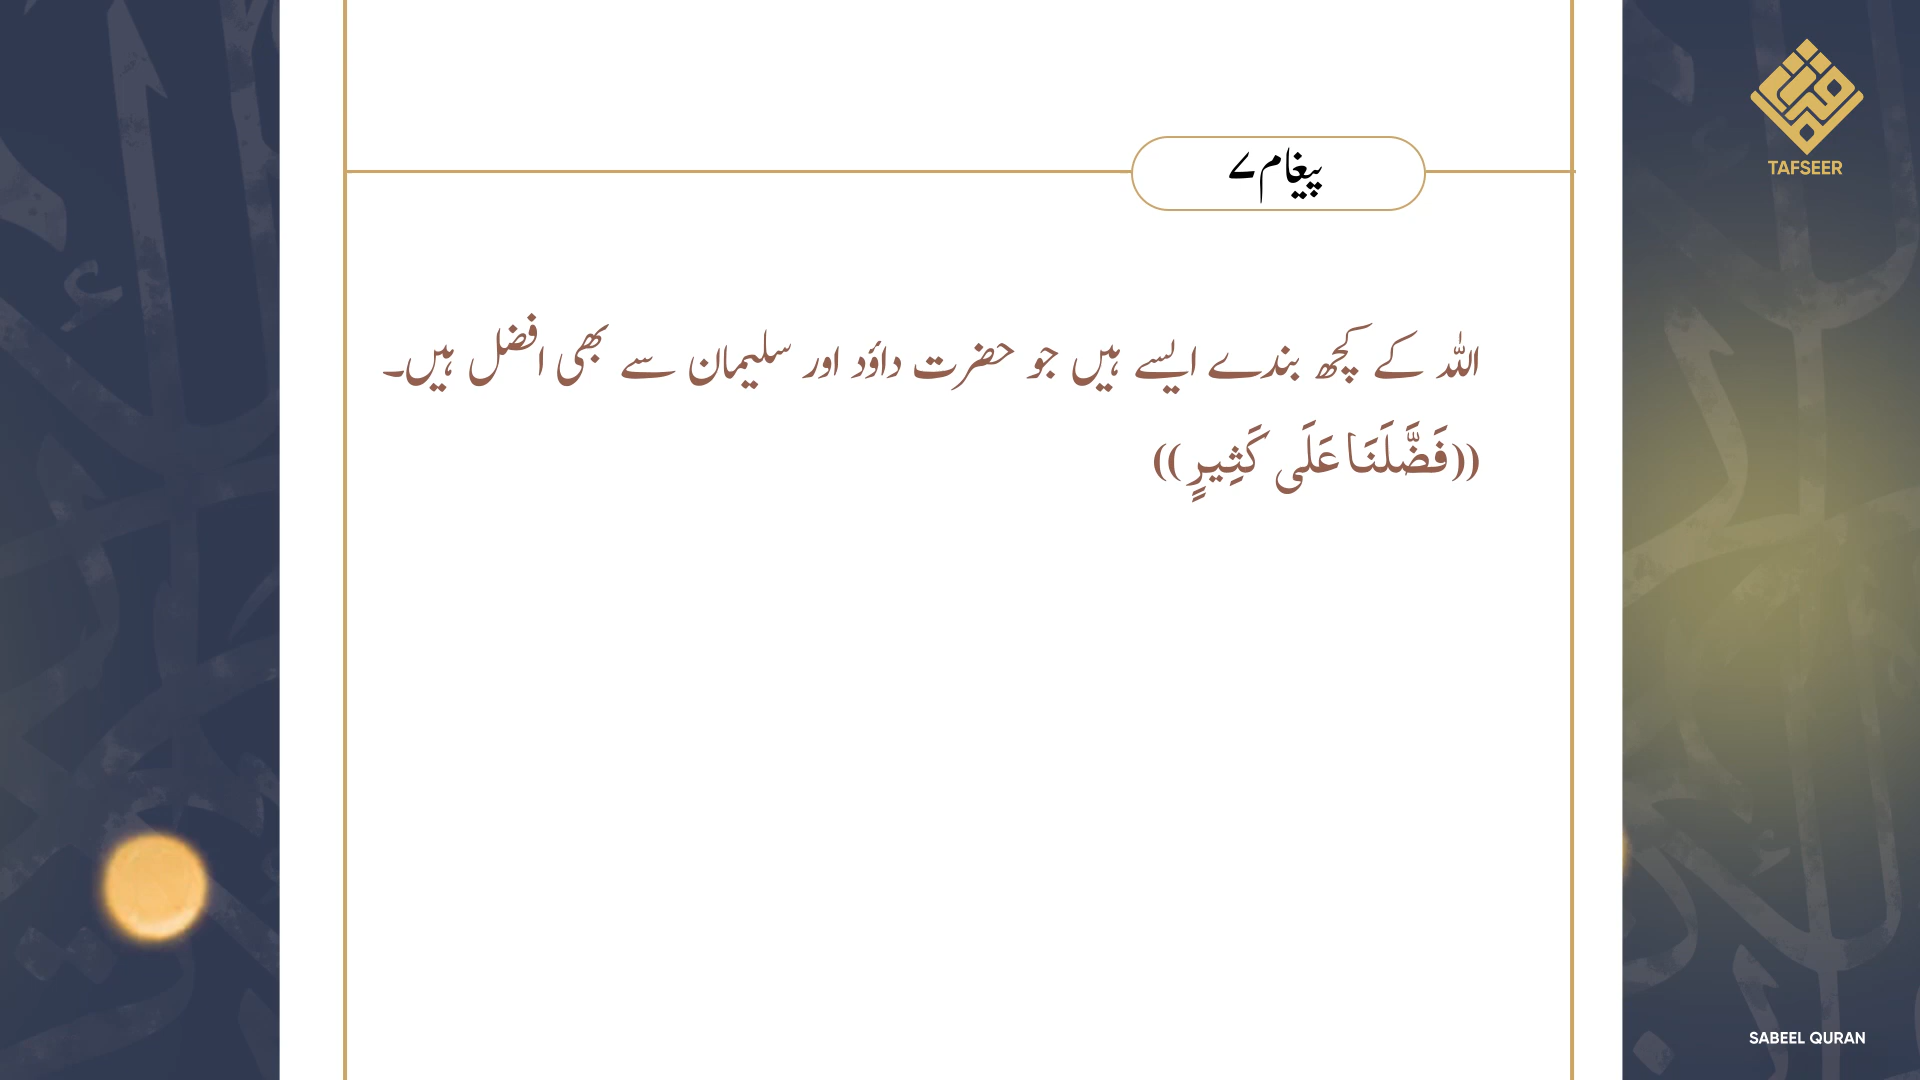 پیغام ۷
اللہ کے کچھ بندے ایسے ہیں جو حضرت داؤد اور سلیمان سے بھی افضل ہیں۔
((فَضَّلَنَا عَلَى كَثِيرٍ))
TAFSEER
SABEEL QURAN